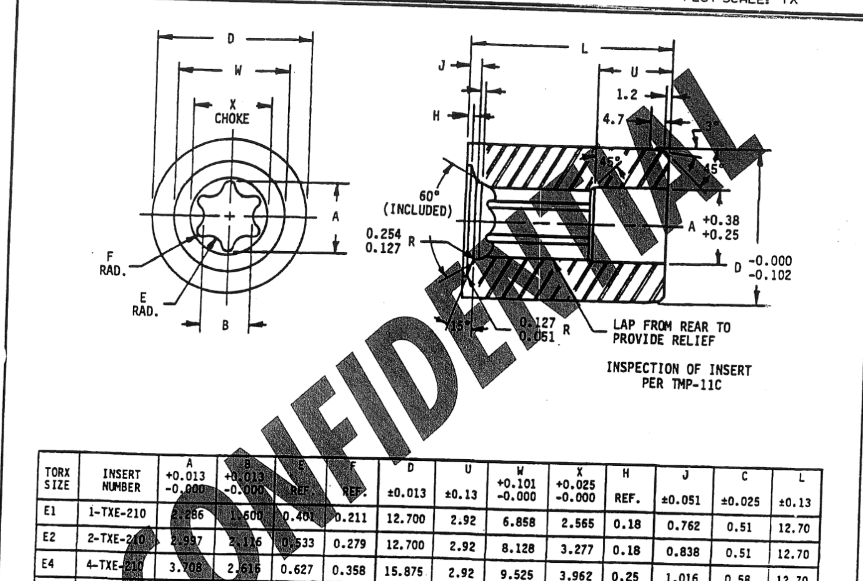 D
W
X
CHOKE
A
F
RAD.
E
RAD.
B
L
J
U
1.2
H
4.7
3°
45°
45°
60°
(INCLUDED)
A +0.38
+0.25
0.254
0.127 R
D -0.000
-0.102
15°
0.127
0.051 R
LAP FROM REAR TO
PROVIDE RELIEF
INSPECTION OF INSERT
PER TMP-11C
CONFIDENTIAL
TORX SIZE INSERT NUMBER A +0.013 -0.000 B +0.013 -0.000 E REF. F REF. D ±0.013 U ±0.13 W +0.101 -0.000 X +0.025 -0.000 H REF. J ±0.051 C ±0.025 L ±0.13
E1 1-TXE-210 2.286 1.600 0.401 0.211 12.700 2.92 6.858 2.565 0.18 0.762 0.51 12.70
E2 2-TXE-210 2.997 2.116 0.533 0.279 12.700 2.92 8.128 3.277 0.18 0.838 0.51 12.70
E4 4-TXE-210 3.708 2.616 0.627 0.358 15.875 2.92 9.525 3.962 0.25 1.016 0.58 12.70